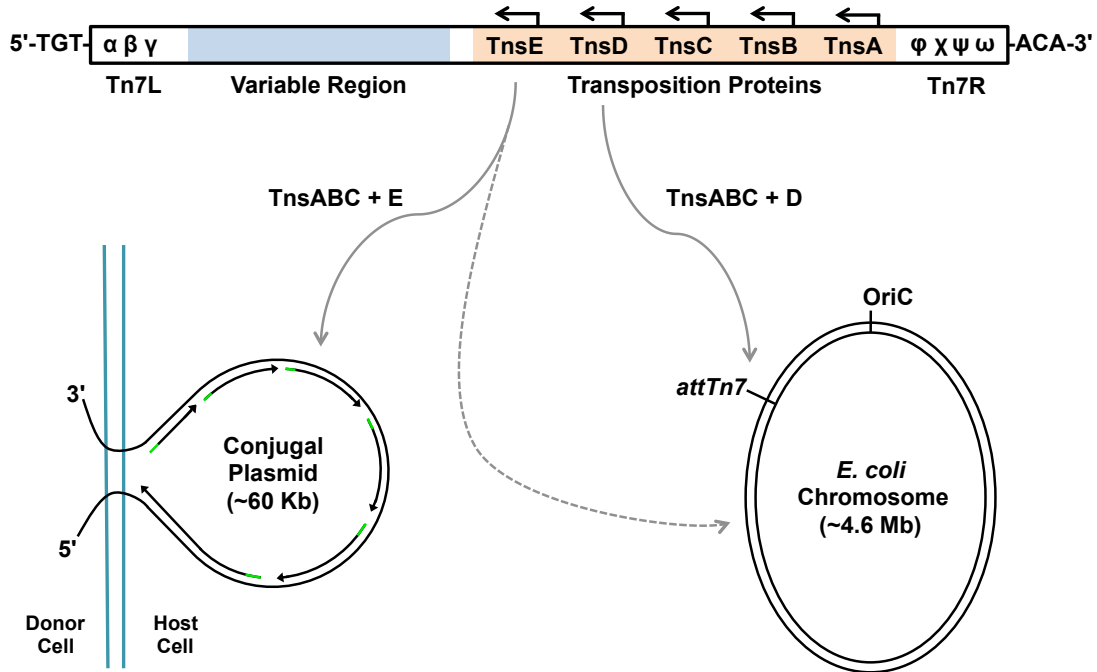 5'-TGT- α β γ TnsE TnsD TnsC TnsB TnsA φ χ ψ ω -ACA-3'
Tn7L Variable Region Transposition Proteins Tn7R
TnsABC + E
TnsABC + D
OriC
attTn7
3'
Conjugal
Plasmid
(~60 Kb)
E. coli
Chromosome
(~4.6 Mb)
5'
Donor
Cell
Host
Cell